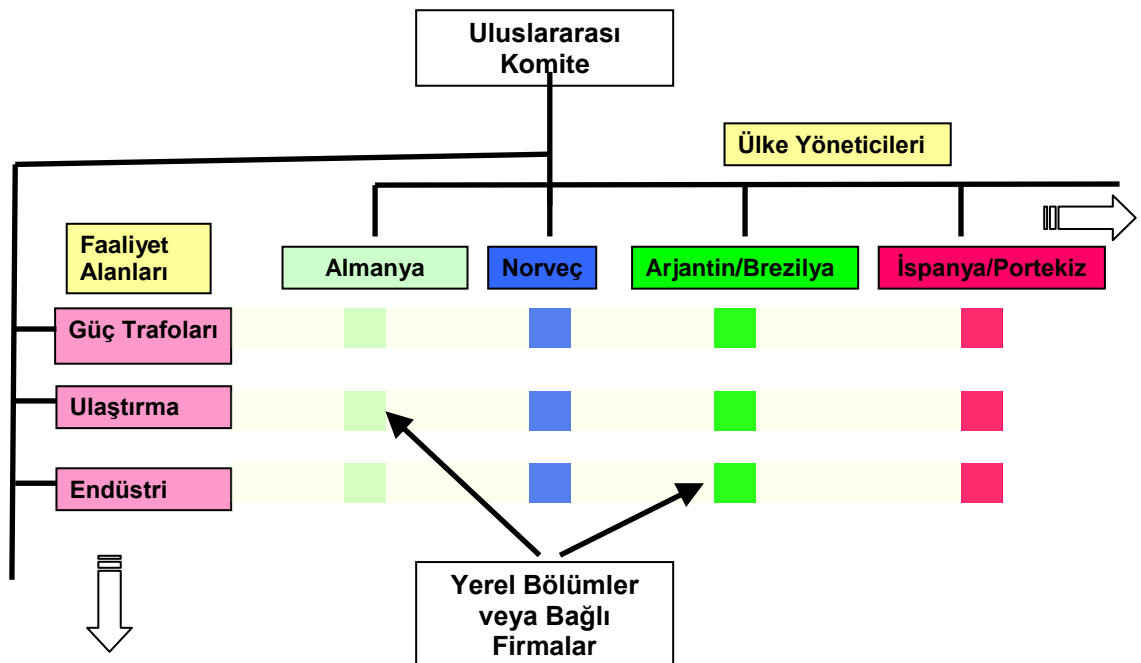 Uluslararası
Komite
Ülke Yöneticileri
Faaliyet
Alanları
Almanya
Norveç
Arjantin/Brezilya
İspanya/Portekiz
Güç Trafoları
Ulaştırma
Endüstri
Yerel Bölümler
veya Bağlı
Firmalar